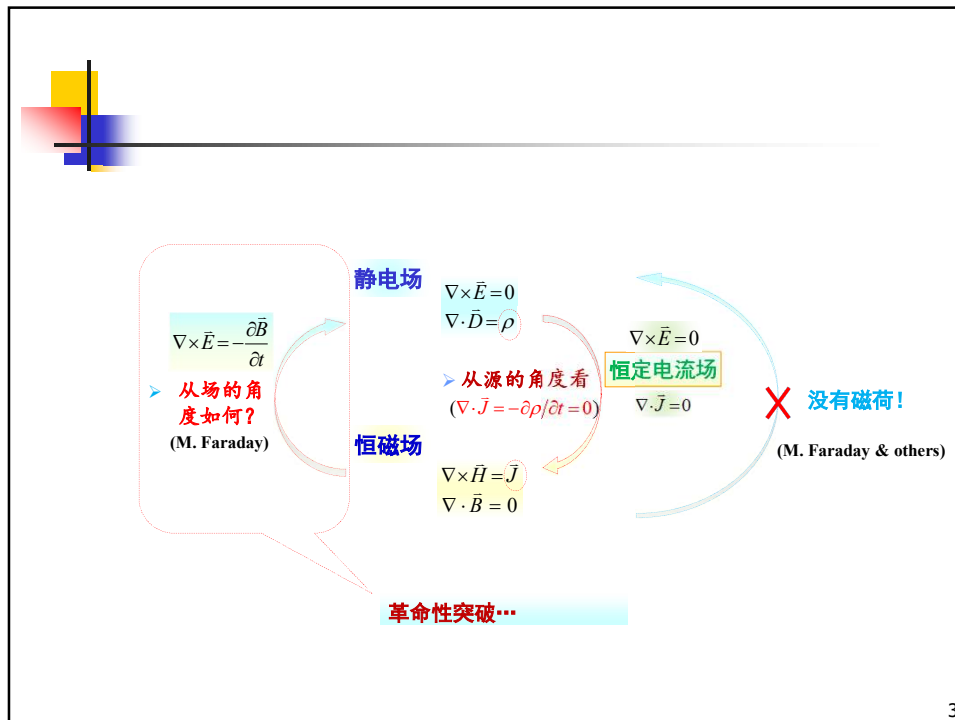 静电场
∇×E⃗=0
∇·D⃗=ρ
∇×E⃗=−∂B⃗/∂t
➢ 从场的角
度如何？
(M. Faraday)
➢ 从源的角度看
(∇·J⃗=−∂ρ/∂t=0)
∇×E⃗=0
恒定电流场
∇·J⃗=0
没有磁荷！
(M. Faraday & others)
恒磁场
∇×H⃗=J⃗
∇·B⃗=0
革命性突破…
3